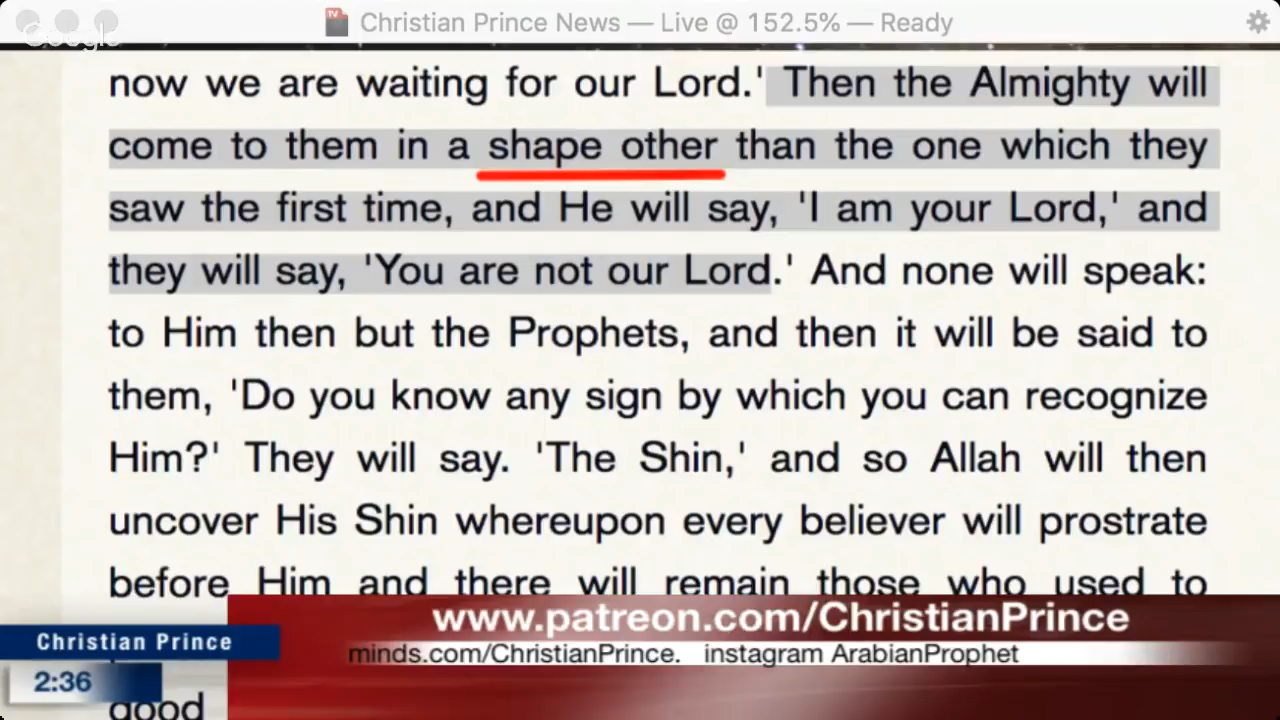 Christian Prince News — Live @ 152.5% — Ready
Google
now we are waiting for our Lord.' Then the Almighty will
come to them in a shape other than the one which they
saw the first time, and He will say, 'I am your Lord,' and
they will say, 'You are not our Lord.' And none will speak:
to Him then but the Prophets, and then it will be said to
them, 'Do you know any sign by which you can recognize
Him?' They will say. 'The Shin,' and so Allah will then
uncover His Shin whereupon every believer will prostrate
before Him and there will remain those who used to
www.patreon.com/ChristianPrince
Christian Prince
minds.com/ChristianPrince. instagram ArabianProphet
2:36
good